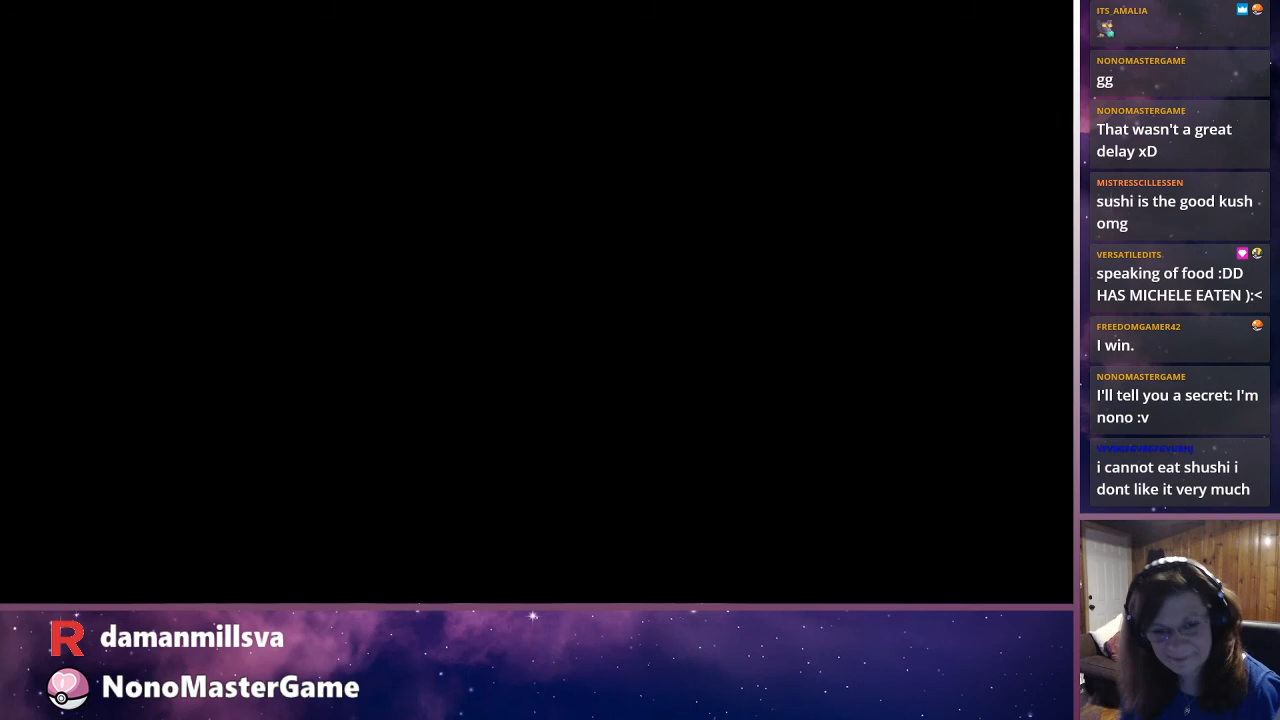 ITS_AMALIA
NONOMASTERGAME
gg
NONOMASTERGAME
That wasn't a great
delay xD
MISTRESSCILLESSEN
sushi is the good kush
omg
VERSATILEDITS
speaking of food :DD
HAS MICHELE EATEN ):<
FREEDOMGAMER42
I win.
NONOMASTERGAME
I'll tell you a secret: I'm
nono :v
i cannot eat shushi i
dont like it very much
R damanmillsva
NonoMasterGame